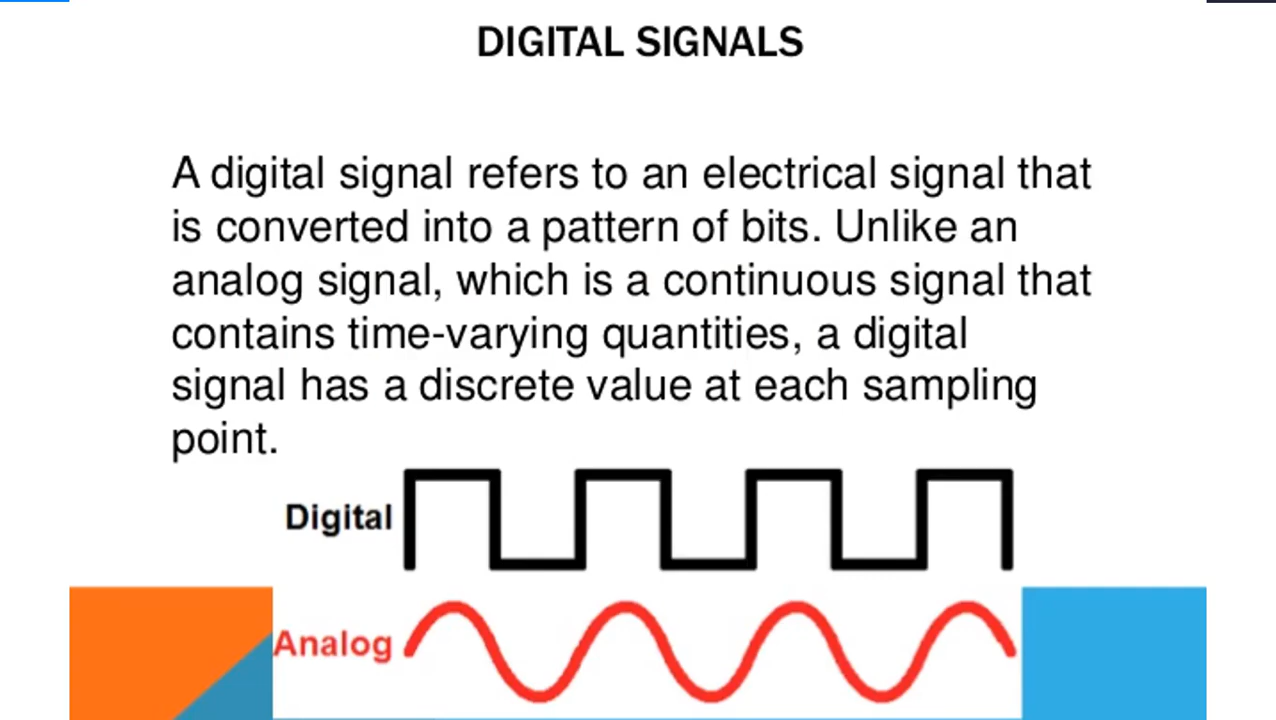 DIGITAL SIGNALS
A digital signal refers to an electrical signal that
is converted into a pattern of bits. Unlike an
analog signal, which is a continuous signal that
contains time-varying quantities, a digital
signal has a discrete value at each sampling
point.
Digital
Analog